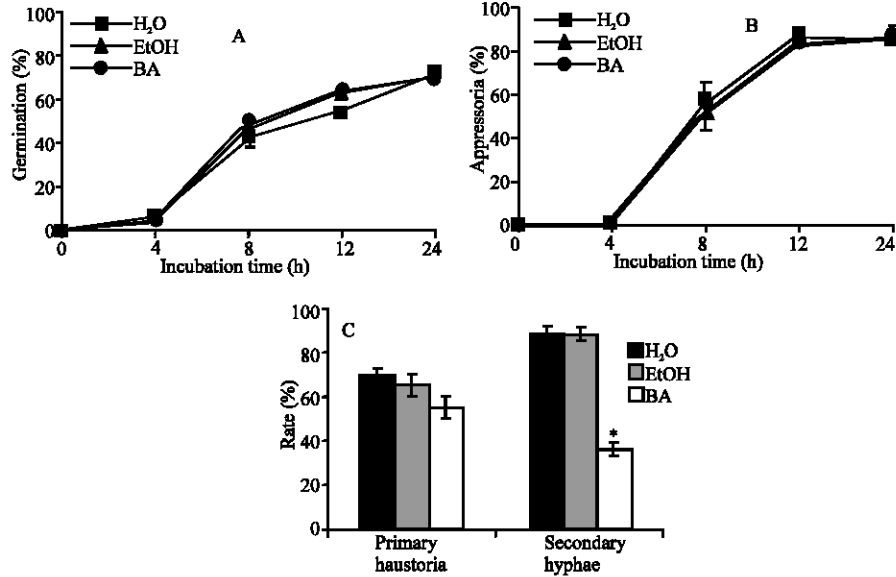 A
H₂O
EtOH
BA
Germination (%)
100
80
60
40
20
0
0 4 8 12 24
Incubation time (h)
B
H₂O
EtOH
BA
Appressoria (%)
100
80
60
40
20
0
0 4 8 12 24
Incubation time (h)
C
H₂O
EtOH
BA
Rate (%)
100
80
60
40
20
0
*
Primary
haustoria
Secondary
hyphae